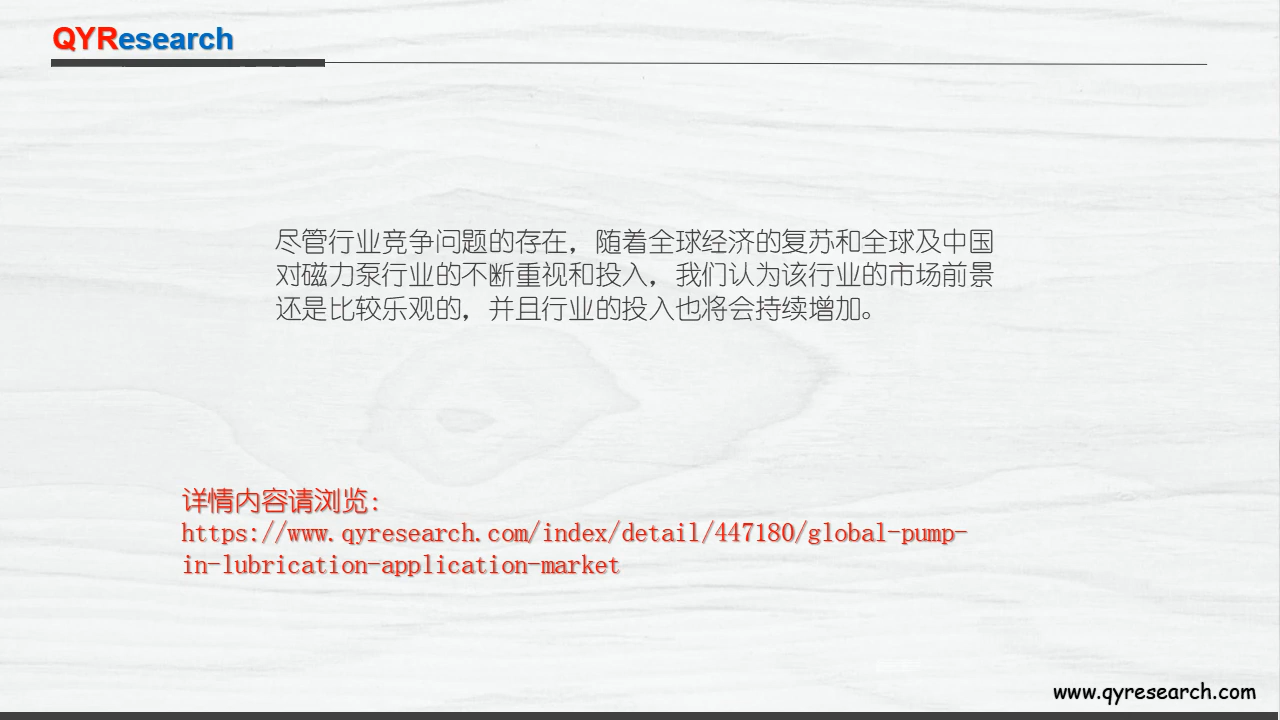 QYResearch
尽管行业竞争问题的存在，随着全球经济的复苏和全球及中国
对磁力泵行业的不断重视和投入，我们认为该行业的市场前景
还是比较乐观的，并且行业的投入也将会持续增加。
详情内容请浏览：
https://www.qyresearch.com/index/detail/447180/global-pump-
in-lubrication-application-market
www.qyresearch.com